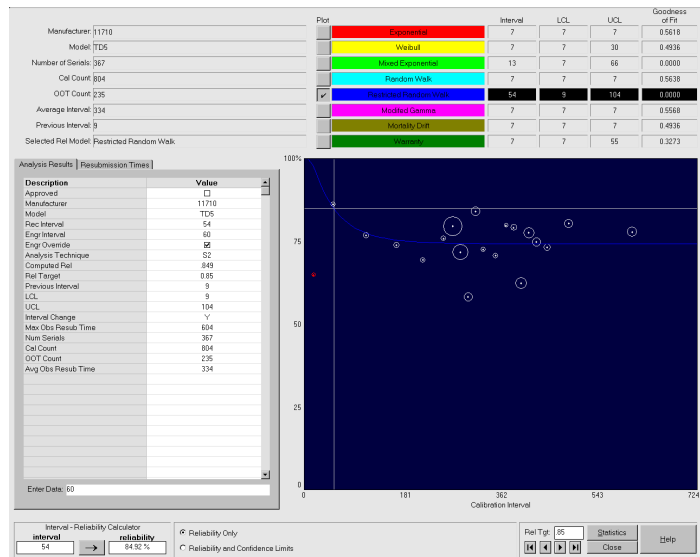 Plot Interval LCL UCL Goodness of Fit
Manufacturer: 11710
Model: TD5
Number of Serials: 367
Cal Count 804
OOT Count 235
Average Interval: 334
Previous Interval: 9
Selected Rel Model: Restricted Random Walk
Exponential 7 7 7 0.5618
Weibull 7 7 30 0.4936
Mixed Exponential 13 7 66 0.0000
Random Walk 7 7 7 0.5638
Restricted Random Walk 54 9 104 0.0000
Modified Gamma 7 7 7 0.5568
Mortality Drift 7 7 7 0.4936
Warranty 7 7 55 0.3273
Analysis Results Resubmission Times
Description Value
Approved
Manufacturer 11710
Model TD5
Rec Interval 54
Engr Interval 60
Engr Override
Analysis Technique S2
Computed Rel .849
Rel Target 0.85
Previous Interval 9
LCL 9
UCL 104
Interval Change Y
Max Obs Resub Time 604
Num Serials 367
Cal Count 804
OOT Count 235
Avg Obs Resub Time 334
Enter Data: 60
100%
75
50
25
0
0 181 362 543 724
Calibration Interval
Interval - Reliability Calculator
interval reliability
54 84.92 %
Reliability Only
Reliability and Confidence Limits
Rel Tgt: .85
Statistics
Close
Help